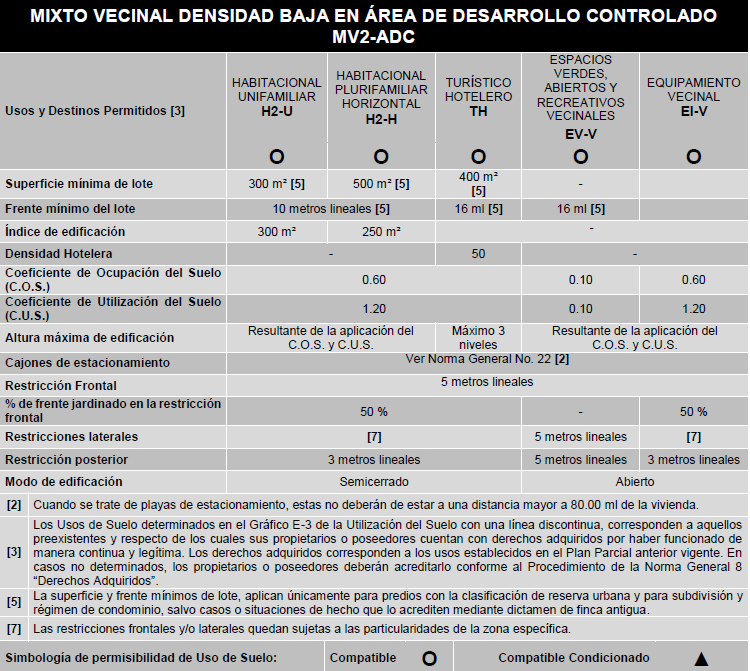 MIXTO VECINAL DENSIDAD BAJA EN ÁREA DE DESARROLLO CONTROLADO
MV2-ADC
Usos y Destinos Permitidos [3]
HABITACIONAL
UNIFAMILIAR
H2-U
O
HABITACIONAL
PLURIFAMILIAR
HORIZONTAL
H2-H
O
TURÍSTICO
HOTELERO
TH
O
ESPACIOS
VERDES,
ABIERTOS Y
RECREATIVOS
VECINALES
EV-V
O
EQUIPAMIENTO
VECINAL
EI-V
O
Superficie mínima de lote
300 m² [5]
500 m² [5]
400 m²
[5]
-
Frente mínimo del lote
10 metros lineales [5]
16 ml [5]
16 ml [5]
Índice de edificación
300 m²
250 m²
-
Densidad Hotelera
-
50
-
Coeficiente de Ocupación del Suelo
(C.O.S.)
0.60
0.10
0.60
Coeficiente de Utilización del Suelo
(C.U.S.)
1.20
0.10
1.20
Altura máxima de edificación
Resultante de la aplicación del
C.O.S. y C.U.S.
Máximo 3
niveles
Resultante de la aplicación del
C.O.S. y C.U.S.
Cajones de estacionamiento
Ver Norma General No. 22 [2]
Restricción Frontal
5 metros lineales
% de frente jardinado en la restricción
frontal
50 %
-
50 %
Restricciones laterales
[7]
5 metros lineales
[7]
Restricción posterior
3 metros lineales
5 metros lineales
3 metros lineales
Modo de edificación
Semicerrado
Abierto
[2] Cuando se trate de playas de estacionamiento, estas no deberán de estar a una distancia mayor a 80.00 ml de la vivienda.
[3] Los Usos de Suelo determinados en el Gráfico E-3 de la Utilización del Suelo con una línea discontinua, corresponden a aquellos
preexistentes y respecto de los cuales sus propietarios o poseedores cuentan con derechos adquiridos por haber funcionado de
manera continua y legítima. Los derechos adquiridos corresponden a los usos establecidos en el Plan Parcial anterior vigente. En
casos no determinados, los propietarios o poseedores deberán acreditarlo conforme al Procedimiento de la Norma General 8
“Derechos Adquiridos”.
[5] La superficie y frente mínimos de lote, aplican únicamente para predios con la clasificación de reserva urbana y para subdivisión y
régimen de condominio, salvo casos o situaciones de hecho que lo acrediten mediante dictamen de finca antigua.
[7] Las restricciones frontales y/o laterales quedan sujetas a las particularidades de la zona específica.
Simbología de permisibilidad de Uso de Suelo:
Compatible O
Compatible Condicionado ▲